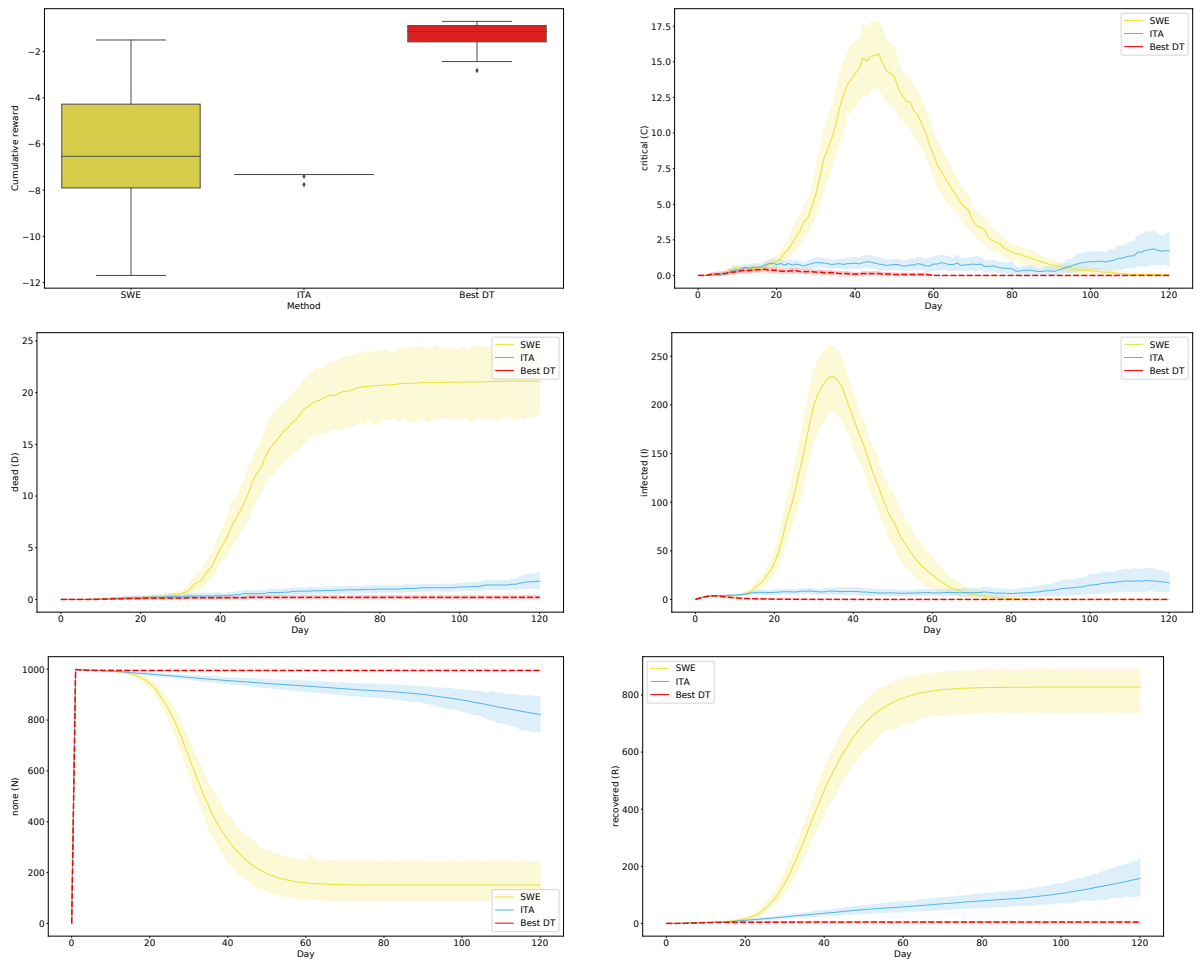 Cumulative reward
−2
−4
−6
−8
−10
−12
SWE
ITA
Best DT
Method
critical (C)
17.5
15.0
12.5
10.0
7.5
5.0
2.5
0.0
0
20
40
60
80
100
120
Day
SWE
ITA
Best DT
dead (D)
25
20
15
10
5
0
0
20
40
60
80
100
120
Day
SWE
ITA
Best DT
infected (I)
250
200
150
100
50
0
0
20
40
60
80
100
120
Day
SWE
ITA
Best DT
none (N)
1000
800
600
400
200
0
0
20
40
60
80
100
120
Day
SWE
ITA
Best DT
recovered (R)
800
600
400
200
0
0
20
40
60
80
100
120
Day
SWE
ITA
Best DT